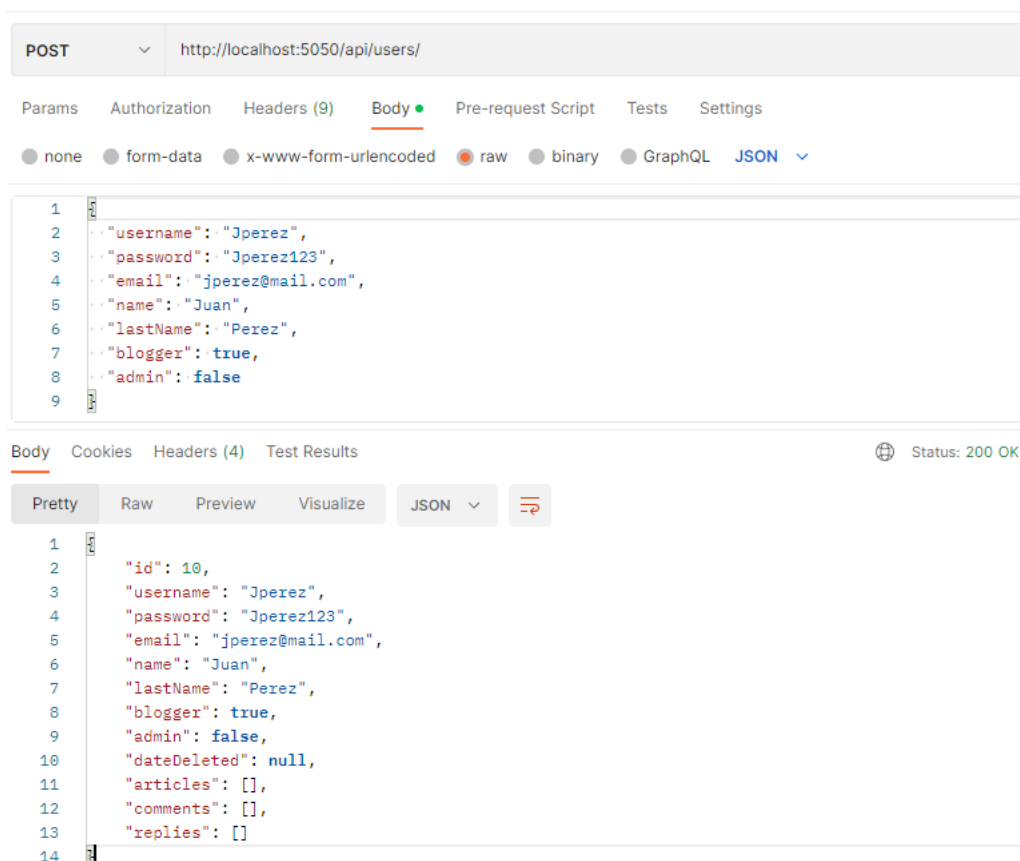 POST http://localhost:5050/api/users/
Params Authorization Headers (9) Body Pre-request Script Tests Settings
none form-data x-www-form-urlencoded raw binary GraphQL JSON
1 {
2 "username": "Jperez",
3 "password": "Jperez123",
4 "email": "jperez@mail.com",
5 "name": "Juan",
6 "lastName": "Perez",
7 "blogger": true,
8 "admin": false
9 }
Body Cookies Headers (4) Test Results Status: 200 OK
Pretty Raw Preview Visualize JSON
1 {
2 "id": 10,
3 "username": "Jperez",
4 "password": "Jperez123",
5 "email": "jperez@mail.com",
6 "name": "Juan",
7 "lastName": "Perez",
8 "blogger": true,
9 "admin": false,
10 "dateDeleted": null,
11 "articles": [],
12 "comments": [],
13 "replies": []
14 }